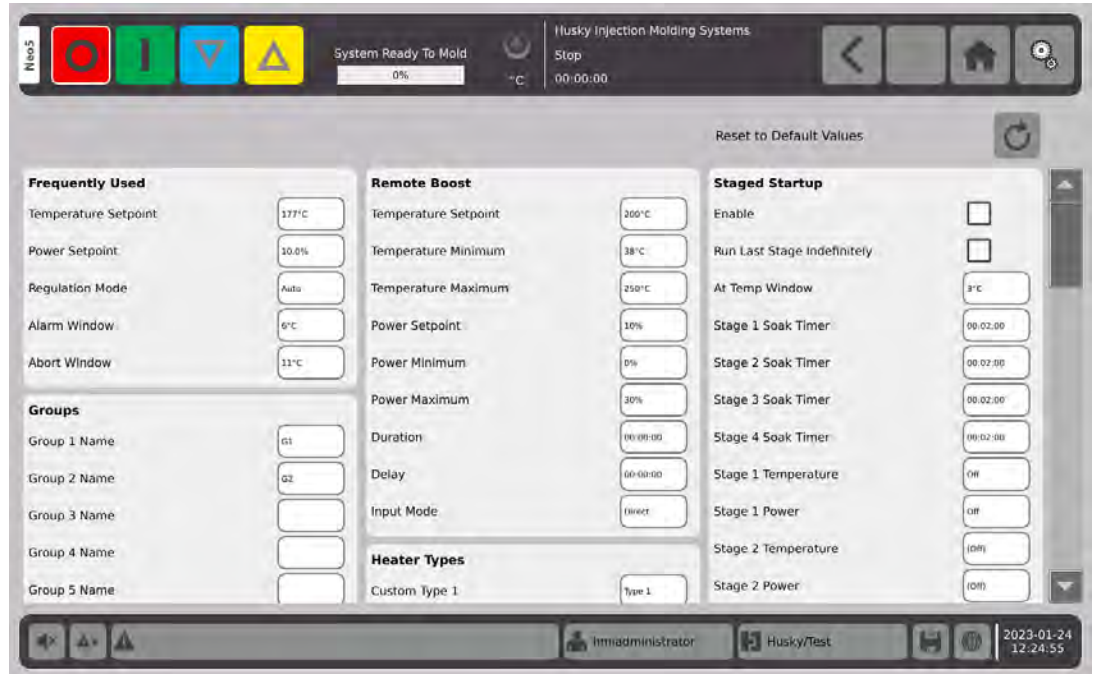 Neo5
System Ready To Mold
0%
°C
Husky Injection Molding Systems
Stop
00:00:00
Reset to Default Values
Frequently Used
Temperature Setpoint 177°C
Power Setpoint 10.0%
Regulation Mode Auto
Alarm Window 6°C
Abort Window 11°C
Groups
Group 1 Name G1
Group 2 Name G2
Group 3 Name
Group 4 Name
Group 5 Name
Remote Boost
Temperature Setpoint 200°C
Temperature Minimum 38°C
Temperature Maximum 250°C
Power Setpoint 10%
Power Minimum 0%
Power Maximum 30%
Duration 00:00:00
Delay 00:00:00
Input Mode Direct
Heater Types
Custom Type 1 Type 1
Staged Startup
Enable
Run Last Stage Indefinitely
At Temp Window 3°C
Stage 1 Soak Timer 00:02:00
Stage 2 Soak Timer 00:02:00
Stage 3 Soak Timer 00:02:00
Stage 4 Soak Timer 00:02:00
Stage 1 Temperature Off
Stage 1 Power Off
Stage 2 Temperature (Off)
Stage 2 Power (Off)
hmiadministrator
Husky/Test
2023-01-24
12:24:55